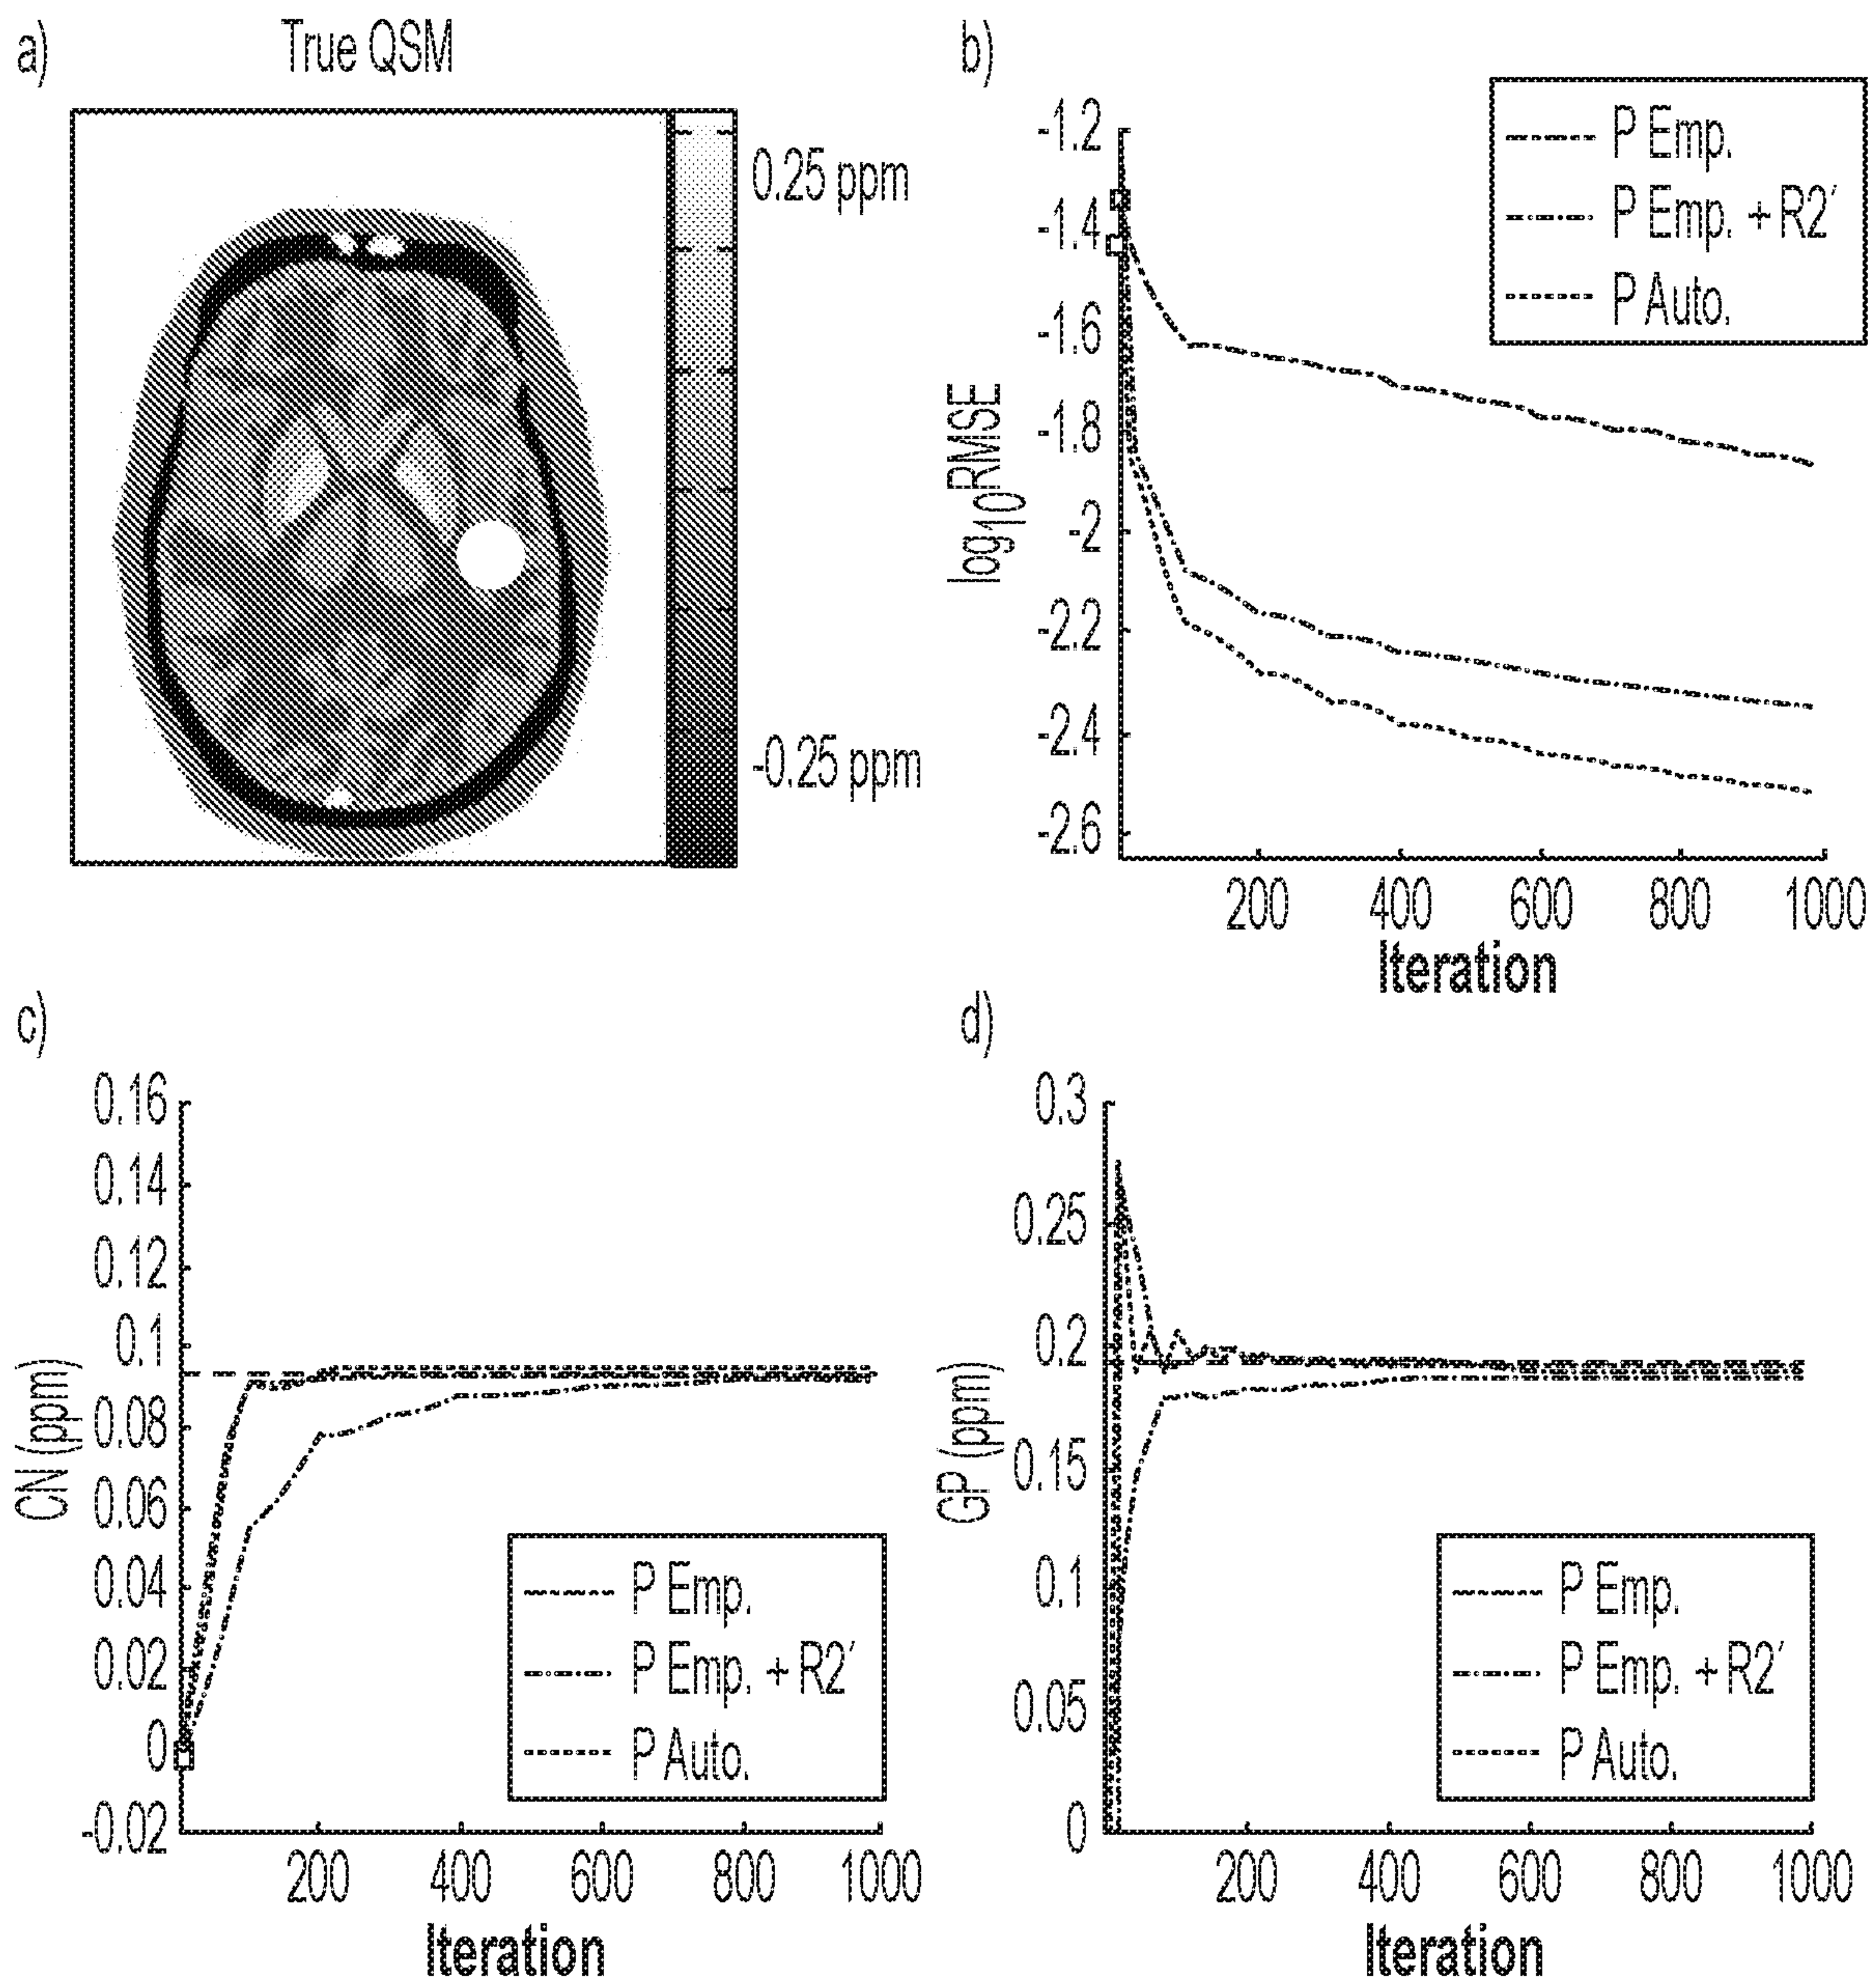 a)
True QSM
0.25 ppm
-0.25 ppm
b)
log10RMSE
-1.2
-1.4
-1.6
-1.8
-2
-2.2
-2.4
-2.6
200 400 600 800 1000
Iteration
P Emp.
P Emp. + R2′
P Auto.
c)
CN (ppm)
0.16
0.14
0.12
0.1
0.08
0.06
0.04
0.02
0
-0.02
200 400 600 800 1000
Iteration
P Emp.
P Emp. + R2′
P Auto.
d)
GP (ppm)
0.3
0.25
0.2
0.15
0.1
0.05
0
200 400 600 800 1000
Iteration
P Emp.
P Emp. + R2′
P Auto.